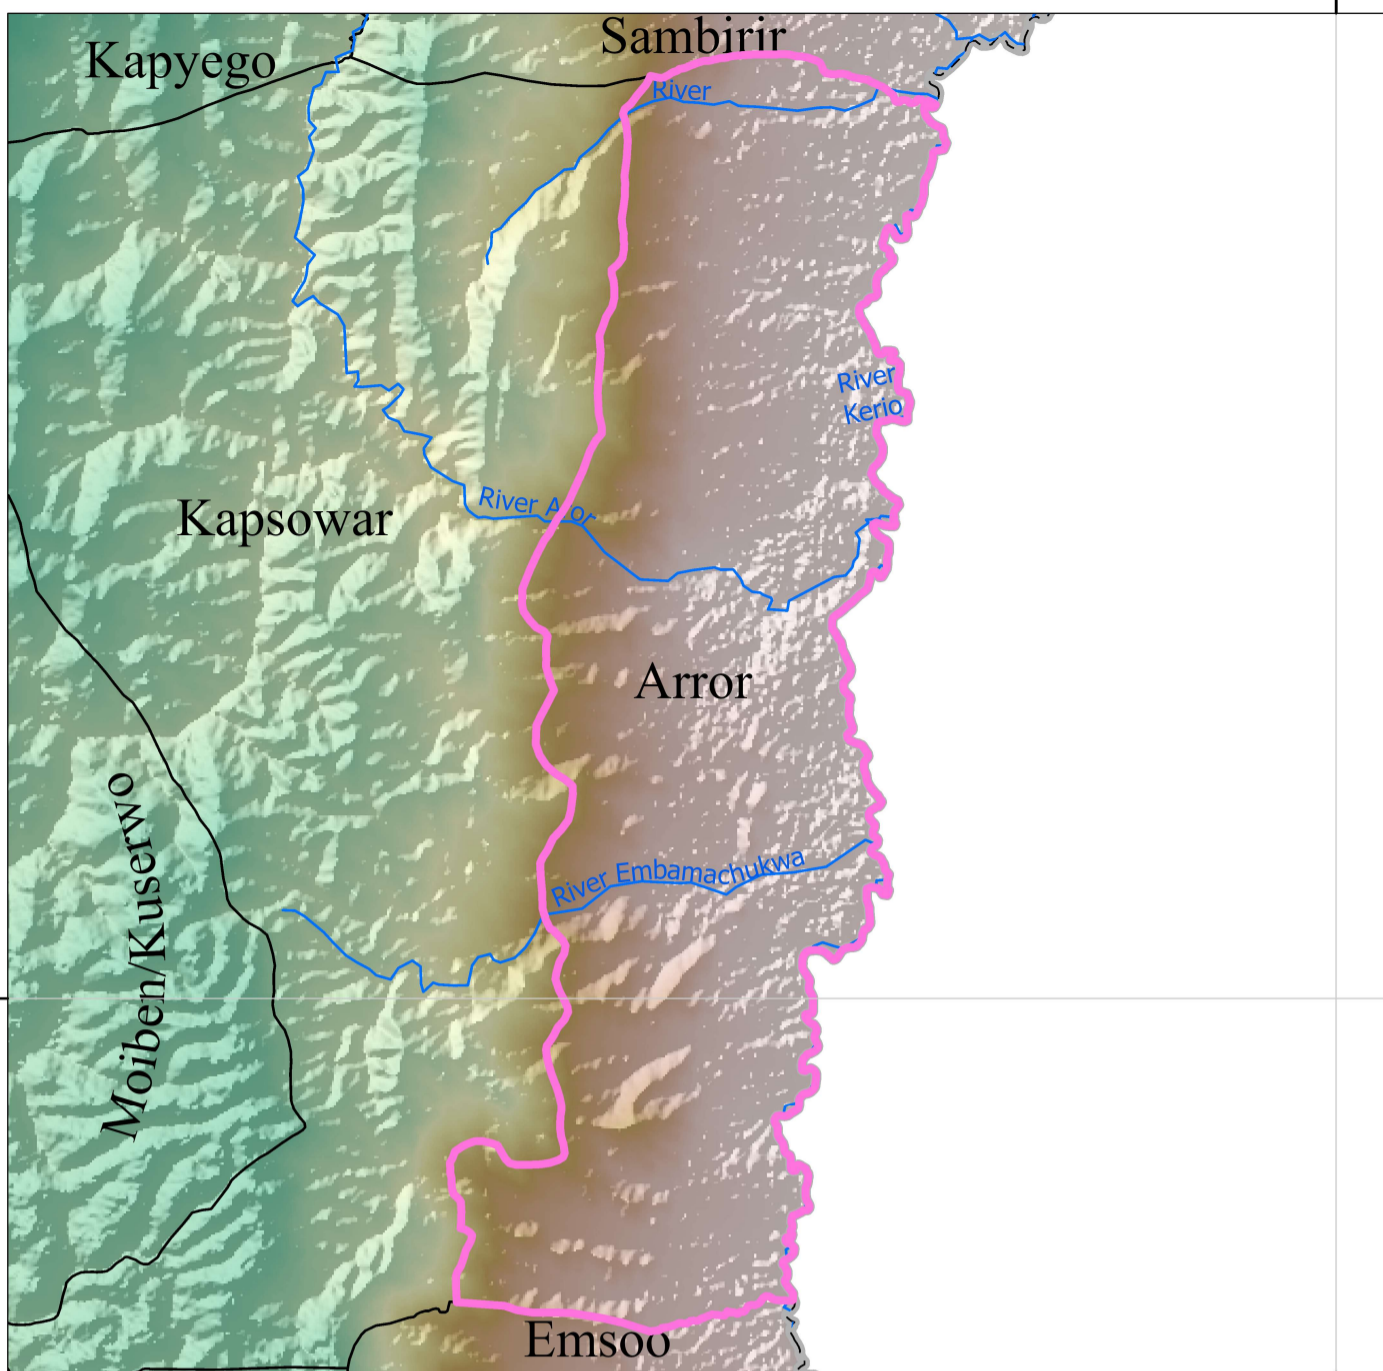 Sambirir
Kapyego
River
River
Kerio
River Aror
Kapsowar
Arror
Moiben/Kuserwo
River Embamachukwa
Emsoo